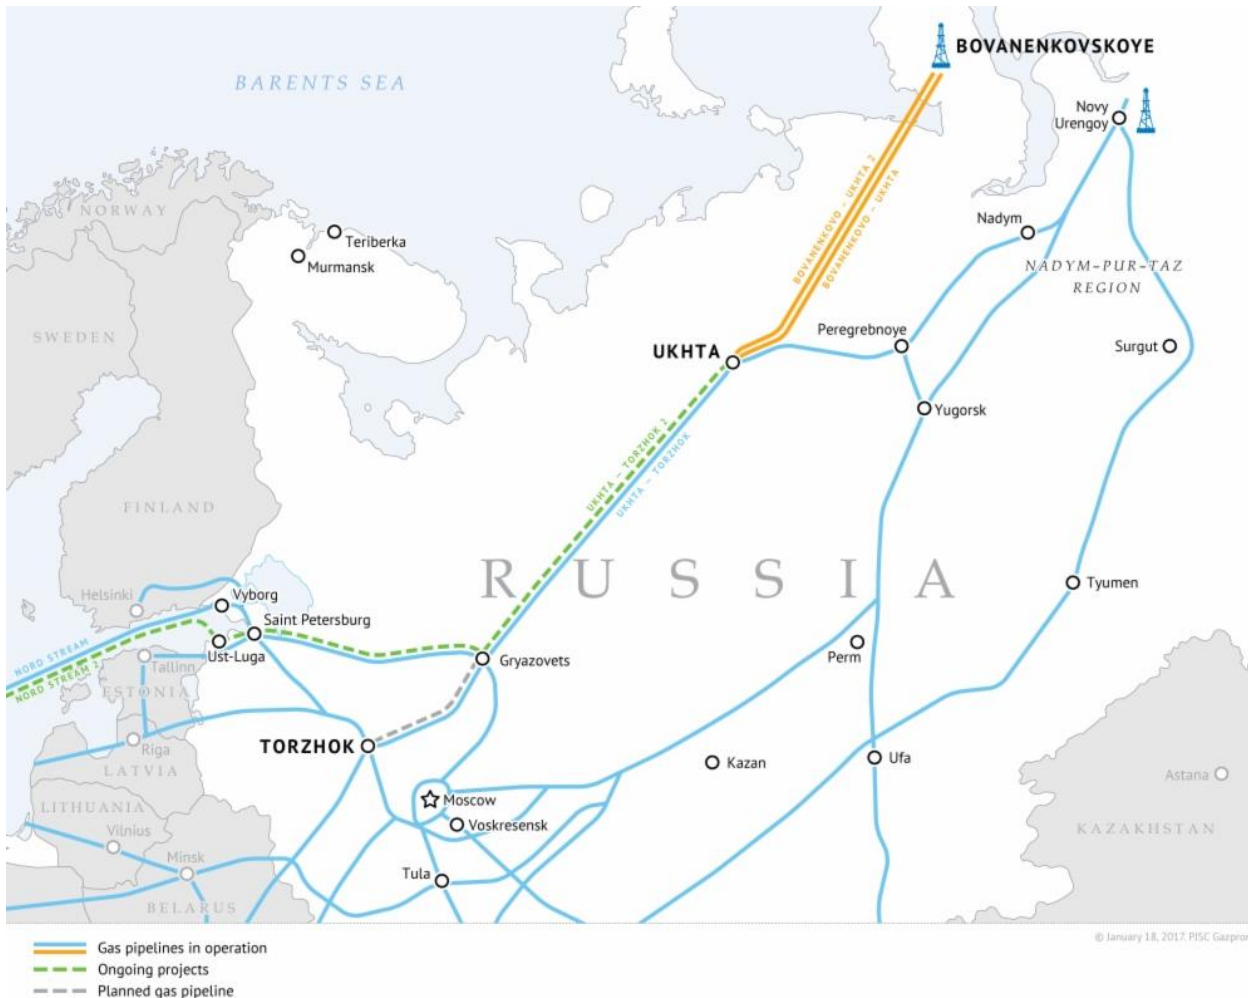 BARENTS SEA
BOVANENKOVSKOYE
Novy
Urengoy
NORWAY
Teriberka
Murmansk
Nadym
BOVANENKOVO – UKHTA 2
BOVANENKOVO – UKHTA
NADYM–PUR–TAZ
REGION
SWEDEN
Peregrebnoye
Surgut
UKHTA
Yugorsk
UKHTA – TORZHOK 2
UKHTA – TORZHOK
FINLAND
RUSSIA
Helsinki
Vyborg
Tyumen
Saint Petersburg
NORD STREAM
NORD STREAM 2
Ust-Luga
Tallinn
Gryazovets
Perm
ESTONIA
TORZHOK
Riga
Ufa
Kazan
LATVIA
Astana
Moscow
LITHUANIA
Voskresensk
KAZAKHSTAN
Vilnius
Minsk
Tula
BELARUS
Gas pipelines in operation
© January 18, 2017. PJSC Gazprom
Ongoing projects
Planned gas pipeline